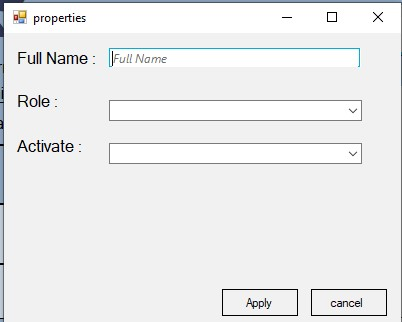 properties
Full Name :
Full Name
Role :
Activate :
Apply
cancel